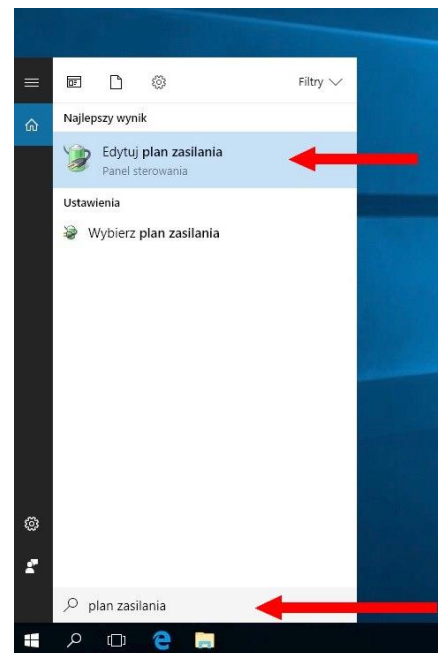 Filtry
Najlepszy wynik
Edytuj plan zasilania
Panel sterowania
Ustawienia
Wybierz plan zasilania
plan zasilania